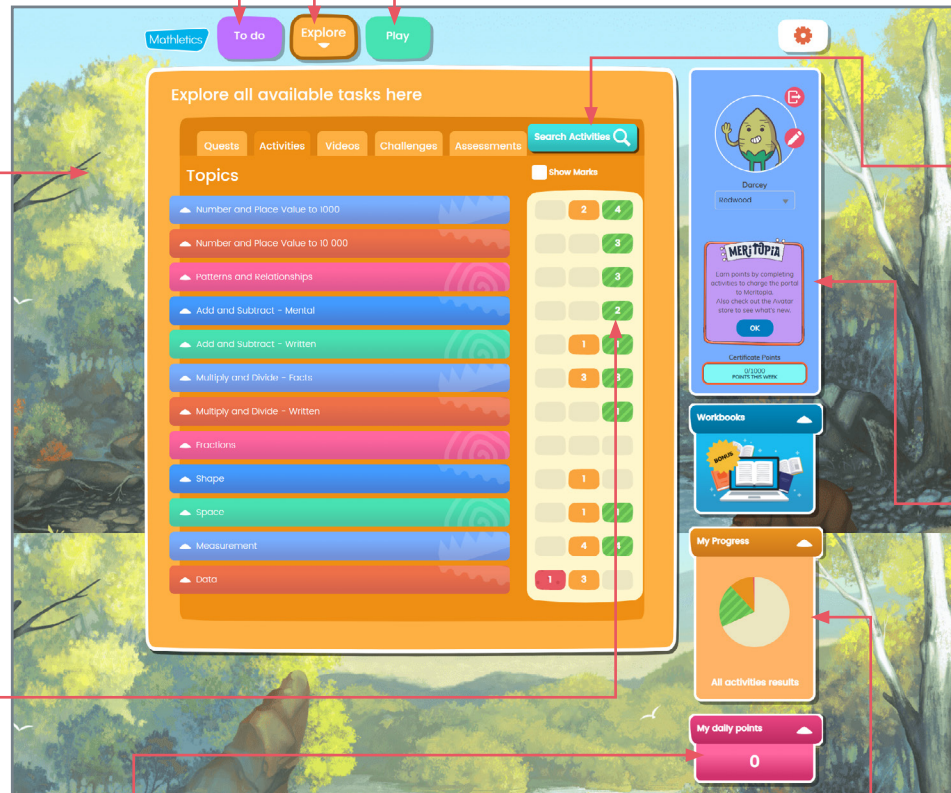 Mathletics
To do
Explore
Play
Explore all available tasks here
Quests Activities Videos Challenges Assessments
Search Activities
Topics
Show Marks
Number and Place Value to 1000 2 4
Number and Place Value to 10 000 3
Patterns and Relationships 3
Add and Subtract - Mental 2
Add and Subtract - Written 1
Multiply and Divide - Facts 3
Multiply and Divide - Written 1
Fractions
Shape 1
Space 1
Measurement 4
Data 1 3
Darcey
Redwood
MERiTOPiA
Earn points by completing
activities to charge the portal
to Meritopia.
Also check out the Avatar
store to see what's new.
OK
Certificate Points
0/1000
POINTS THIS WEEK
Workbooks
BONUS
My Progress
All activities results
My daily points
0